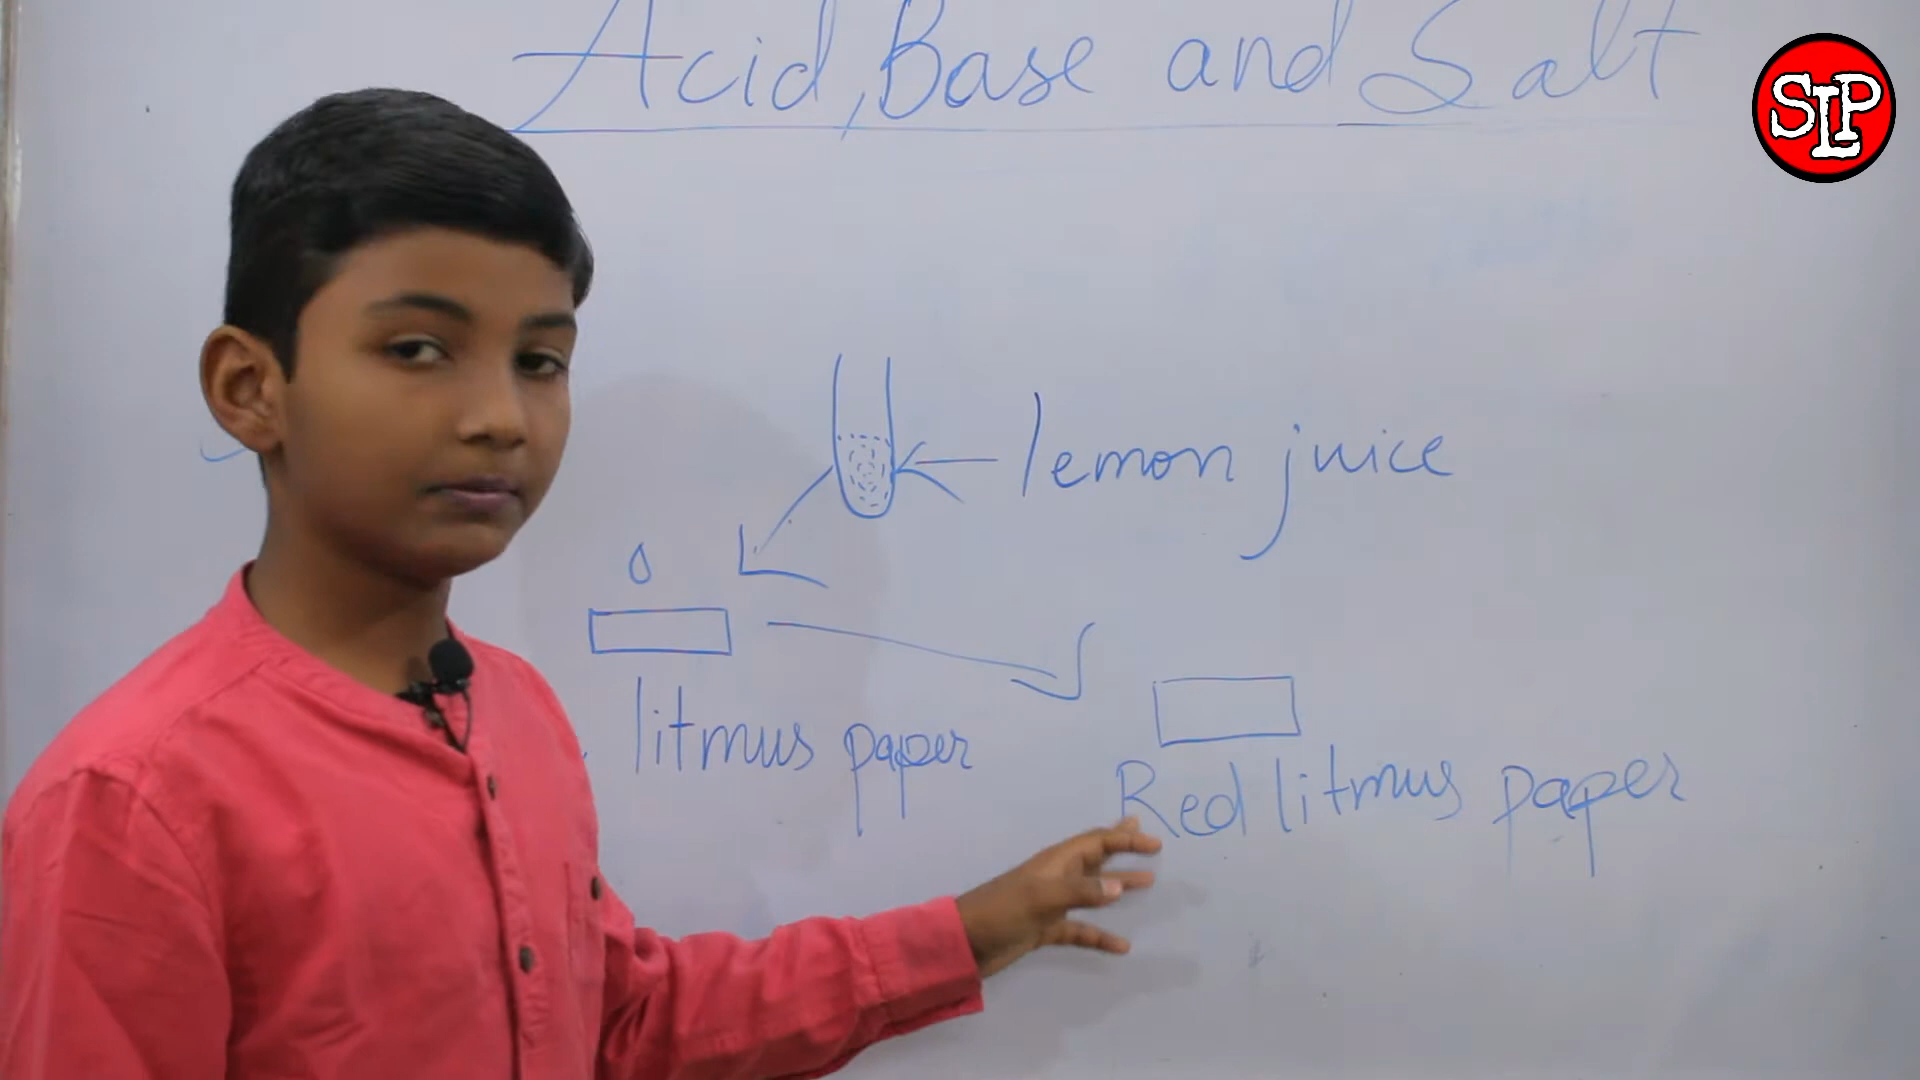 Acid, Base and Salt
SLP
lemon juice
litmus paper
Red litmus paper